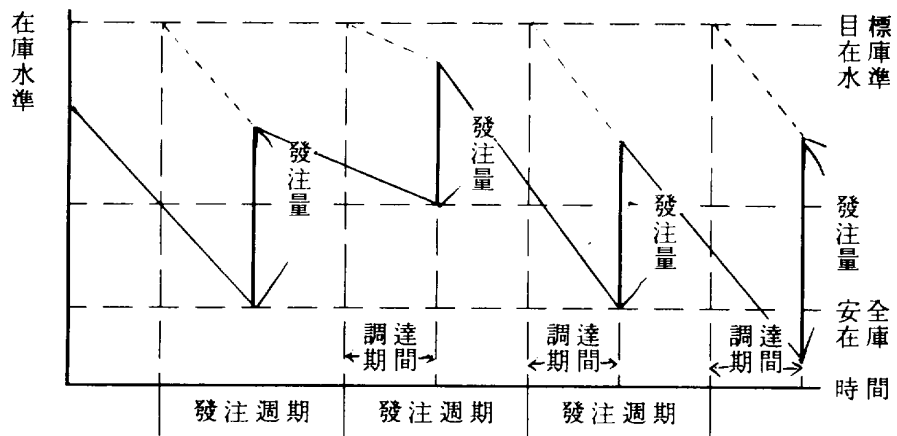 在庫水準
目標
在庫
水準
發注量
發注量
發注量
發注量
安全
在庫
調達
期間
調達
期間
調達
期間
時間
發注週期
發注週期
發注週期